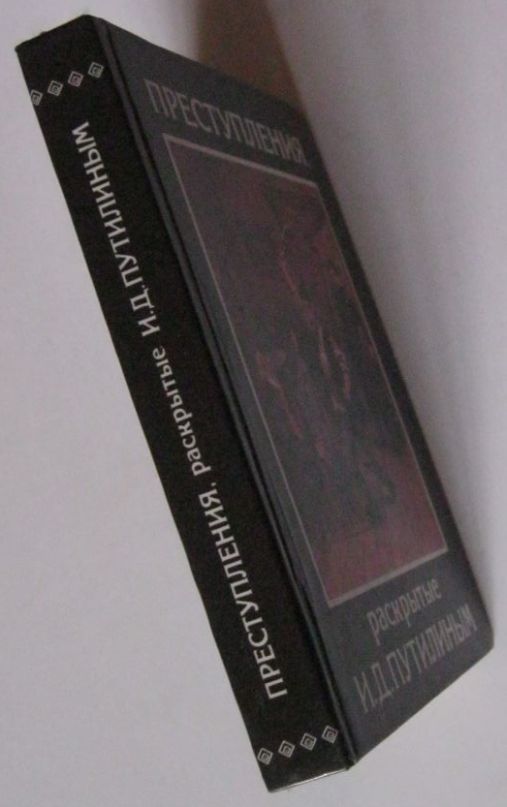 ПРЕСТУПЛЕНИЯ, раскрытые И.Д.ПУТИЛИНЫМ
ПРЕСТУПЛЕНИЯ,
раскрытые
И.Д.ПУТИЛИНЫМ